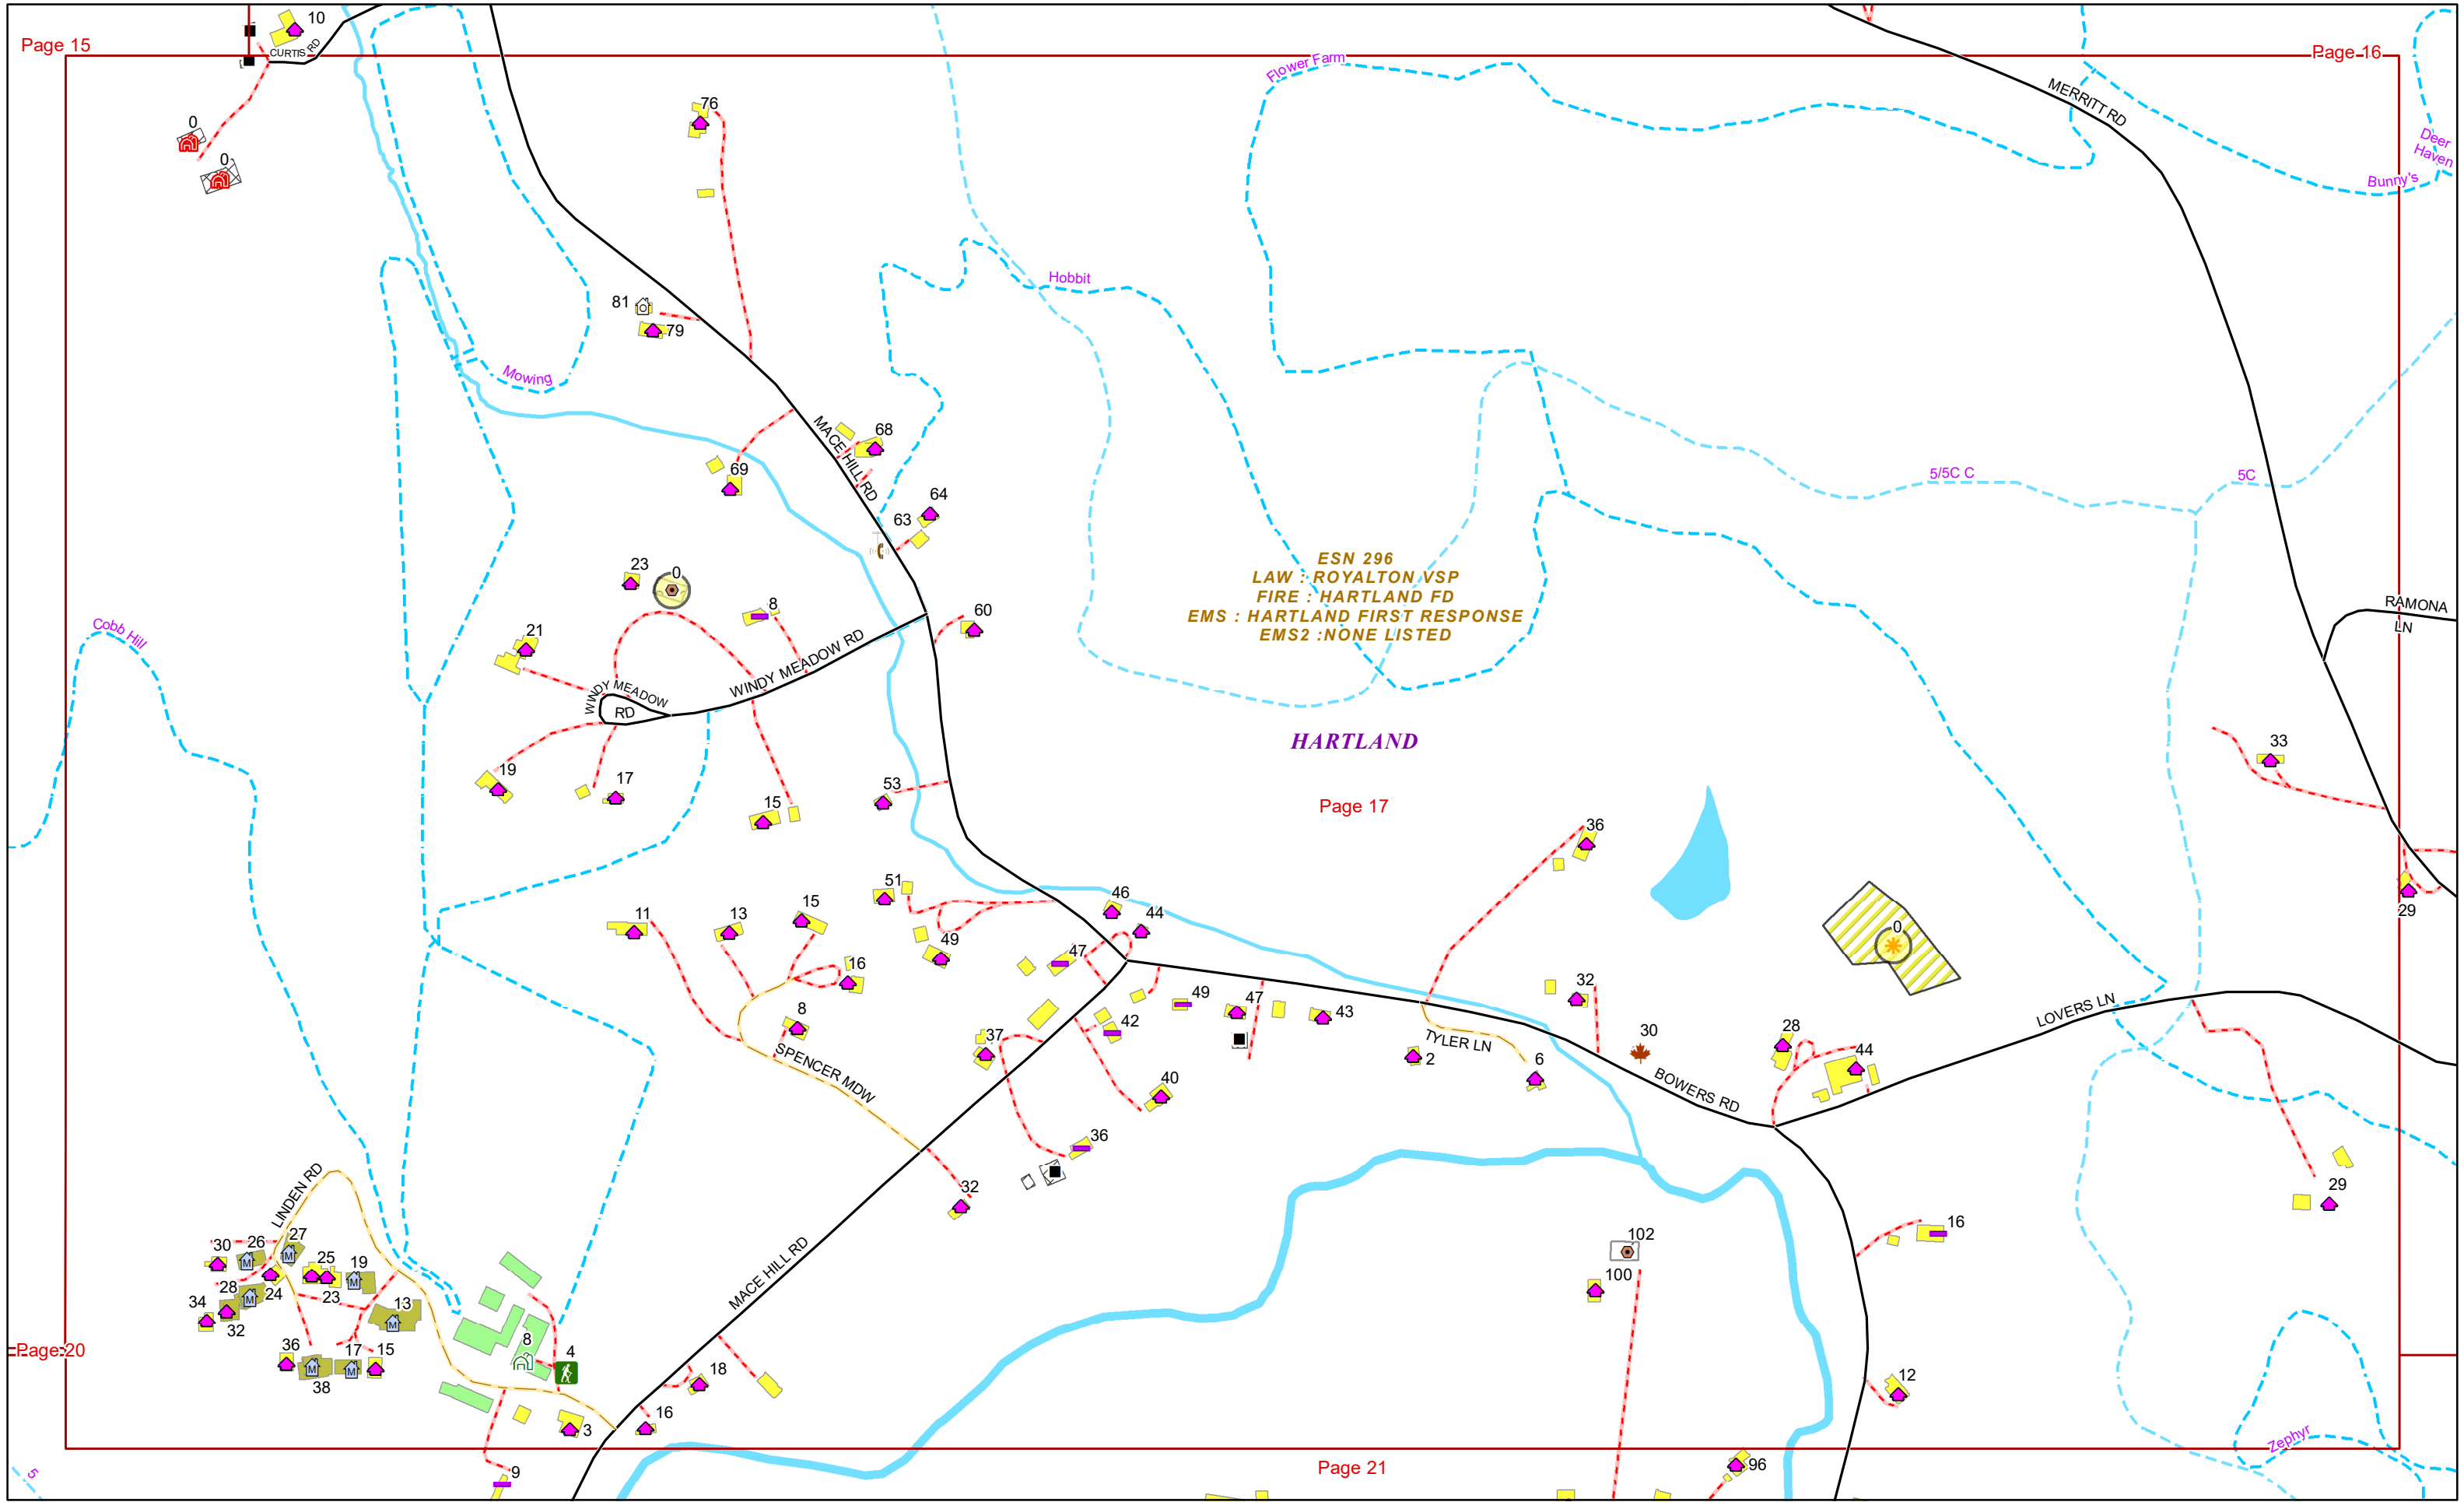 10
Page 15
CURTIS RD
Page 16
Flower Farm
MERRITT RD
Deer
Haven
Bunny's
76
0
0
Hobbit
81
79
Mowing
68
MACE HILL RD
69
5/5C C
5C
64
63
ESN 296
LAW : ROYALTON VSP
FIRE : HARTLAND FD
EMS : HARTLAND FIRST RESPONSE
EMS2 :NONE LISTED
23
0
8
60
RAMONA
LN
Cobb Hill
21
WINDY MEADOW RD
WINDY MEADOW
RD
HARTLAND
33
19
17
15
53
Page 17
36
51
46
44
29
11
13
15
49
47
0
16
32
49
47
43
42
8
37
30
28
LOVERS LN
TYLER LN
2
6
44
SPENCER MDW
40
BOWERS RD
36
LINDEN RD
32
29
16
102
30
26
27
25
19
100
28
24
23
34
32
13
MACE HILL RD
36
17
15
38
8
4
18
12
Page 20
16
3
Zephyr
5
9
Page 21
96